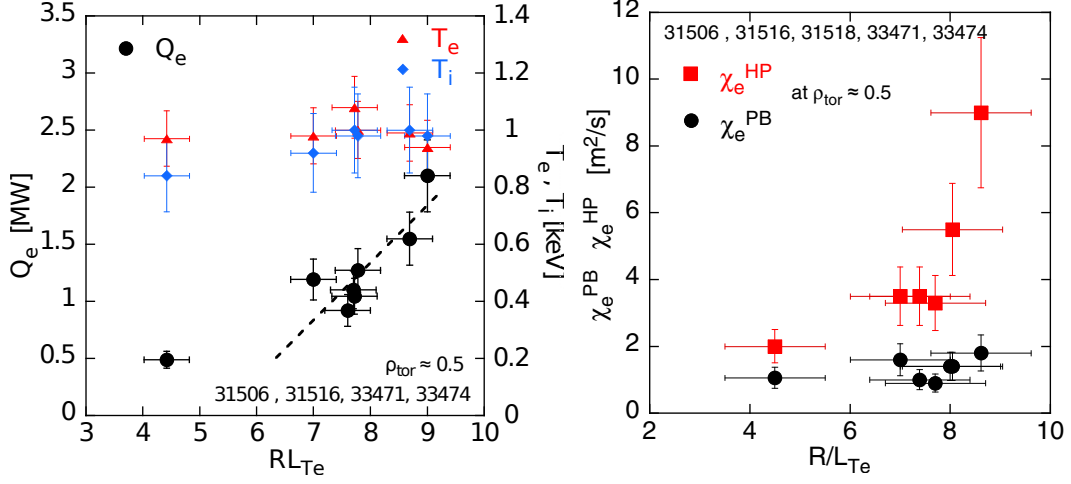 4
3.5
3
2.5
2
1.5
1
0.5
0
Q_e [MW]
Q_e
T_e
T_i
1.4
1.2
1
0.8
0.6
0.4
0.2
0
T_e , T_i [keV]
ρ_tor ≈ 0.5
31506 , 31516, 33471, 33474
3 4 5 6 7 8 9 10
RL_Te
12
10
8
6
4
2
0
χ_e^PB χ_e^HP [m²/s]
31506 , 31516, 31518, 33471, 33474
χ_e^HP
at ρ_tor ≈ 0.5
χ_e^PB
2 4 6 8 10
R/L_Te